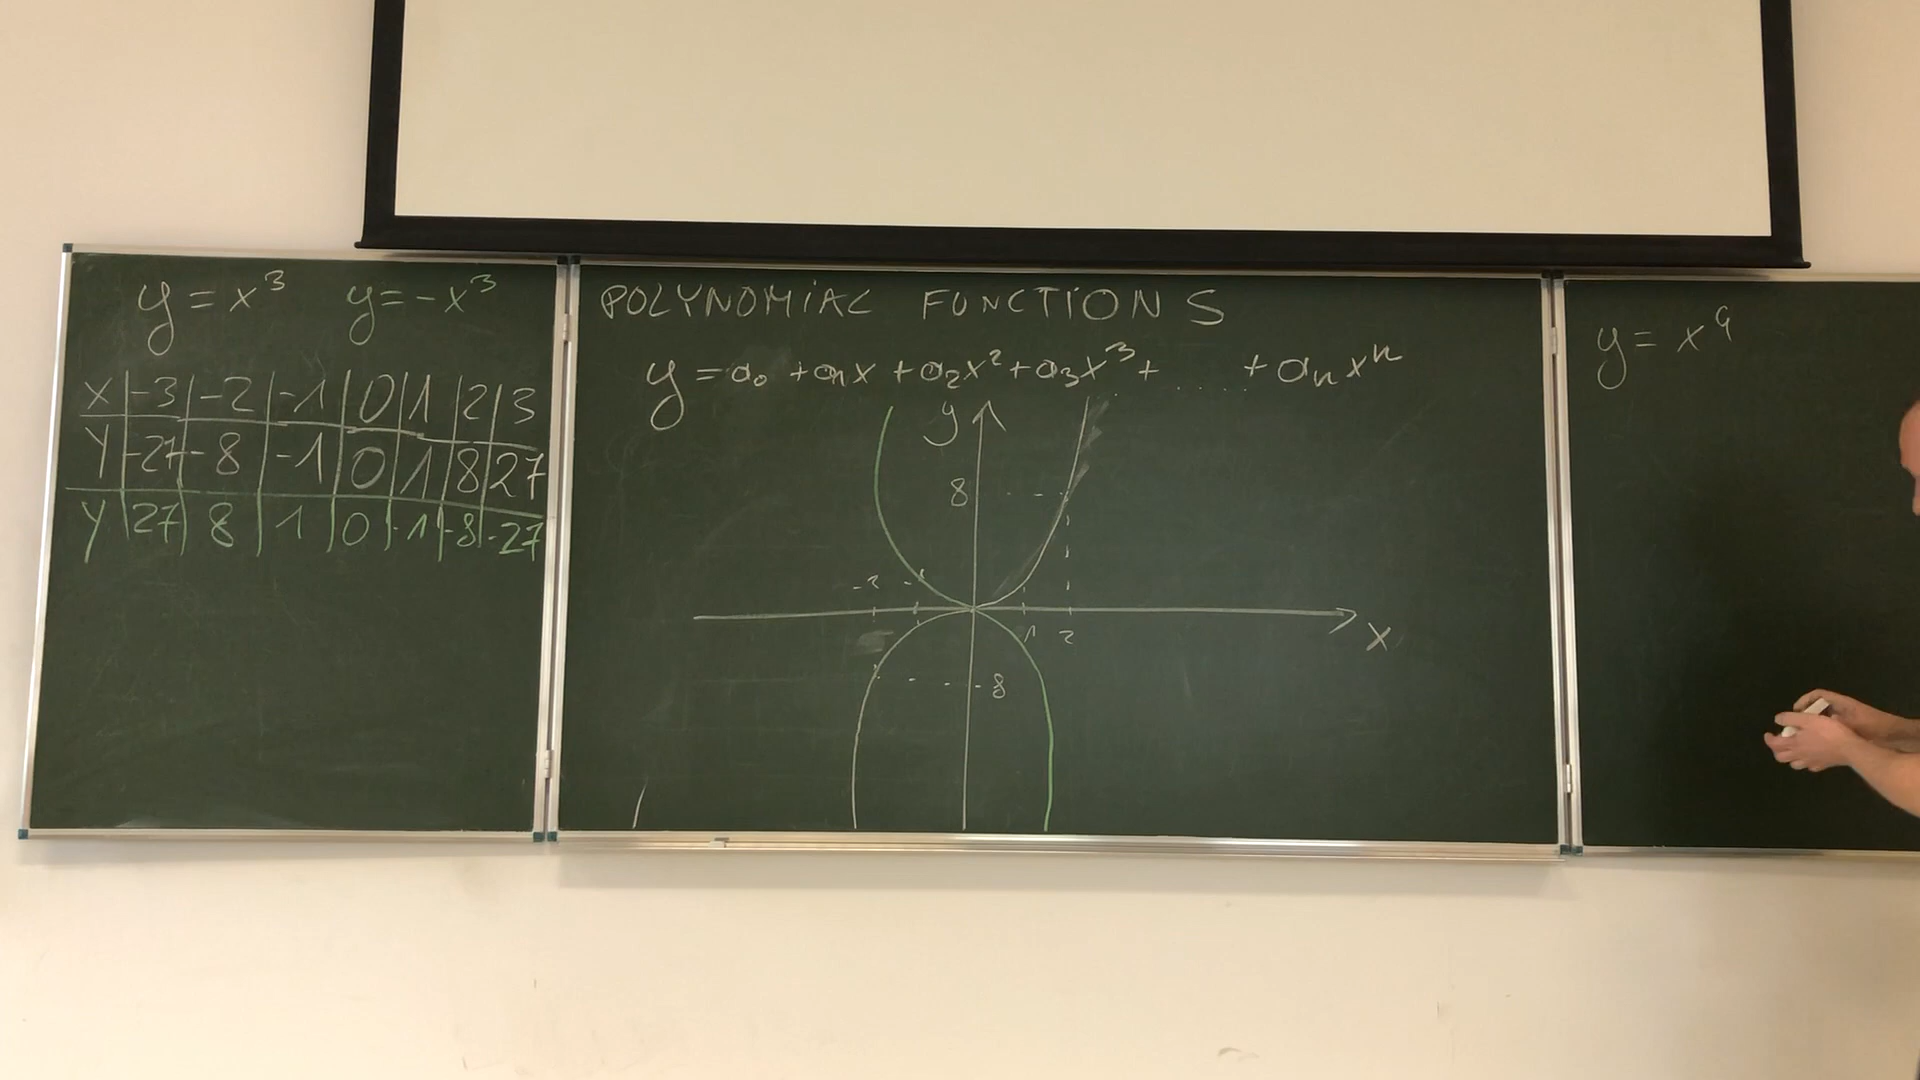 y = x³ y = -x³
X | -3 | -2 | -1 | 0 | 1 | 2 | 3
Y | -27 | -8 | -1 | 0 | 1 | 8 | 27
Y | 27 | 8 | 1 | 0 | -1 | -8 | -27
POLYNOMIAL FUNCTIONS
y = a₀ + a₁x + a₂x² + a₃x³ + ...... + aₙxⁿ
y
8
-2 -1
1 2
x
-8
y = x⁴